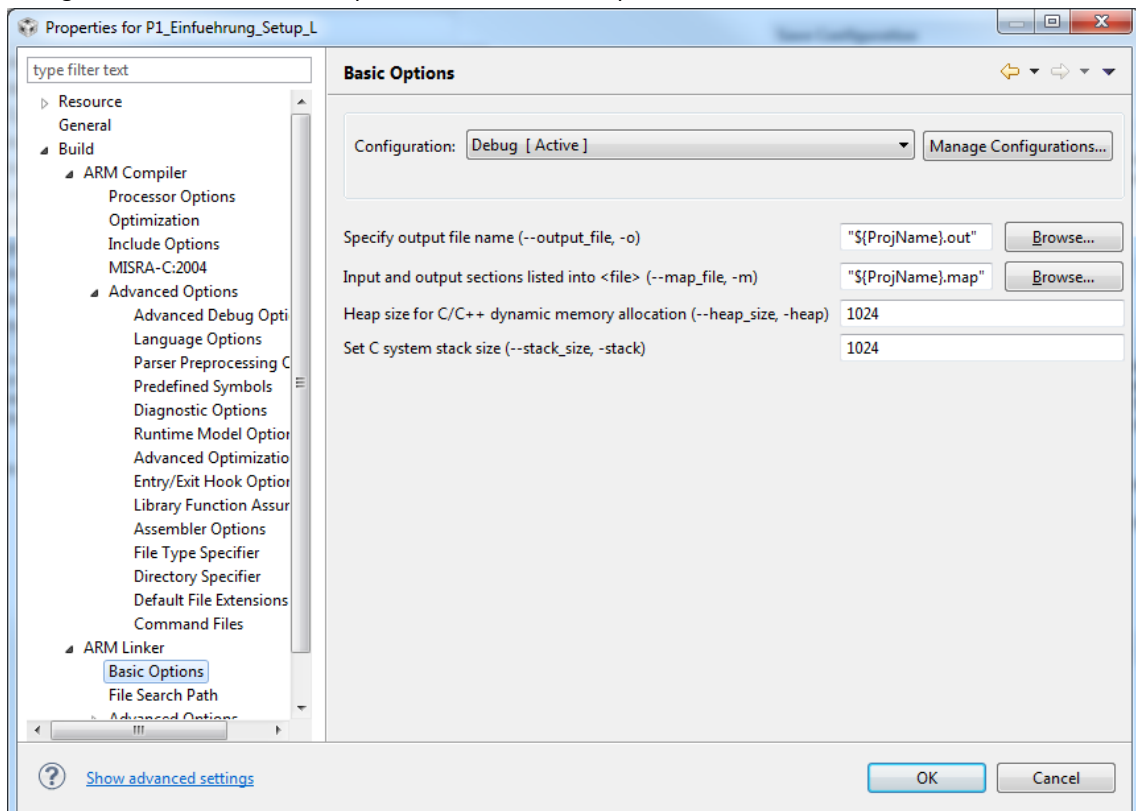 Properties for P1_Einfuehrung_Setup_L
type filter text
Resource
General
Build
ARM Compiler
Processor Options
Optimization
Include Options
MISRA-C:2004
Advanced Options
Advanced Debug Opti
Language Options
Parser Preprocessing C
Predefined Symbols
Diagnostic Options
Runtime Model Option
Advanced Optimizatio
Entry/Exit Hook Option
Library Function Assur
Assembler Options
File Type Specifier
Directory Specifier
Default File Extensions
Command Files
ARM Linker
Basic Options
File Search Path
Advanced Options
Basic Options
Configuration: Debug [ Active ] Manage Configurations...
Specify output file name (--output_file, -o) "${ProjName}.out" Browse...
Input and output sections listed into <file> (--map_file, -m) "${ProjName}.map" Browse...
Heap size for C/C++ dynamic memory allocation (--heap_size, -heap) 1024
Set C system stack size (--stack_size, -stack) 1024
Show advanced settings
OK Cancel